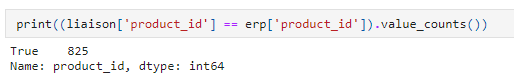 print((liaison['product_id'] == erp['product_id']).value_counts())
True    825
Name: product_id, dtype: int64